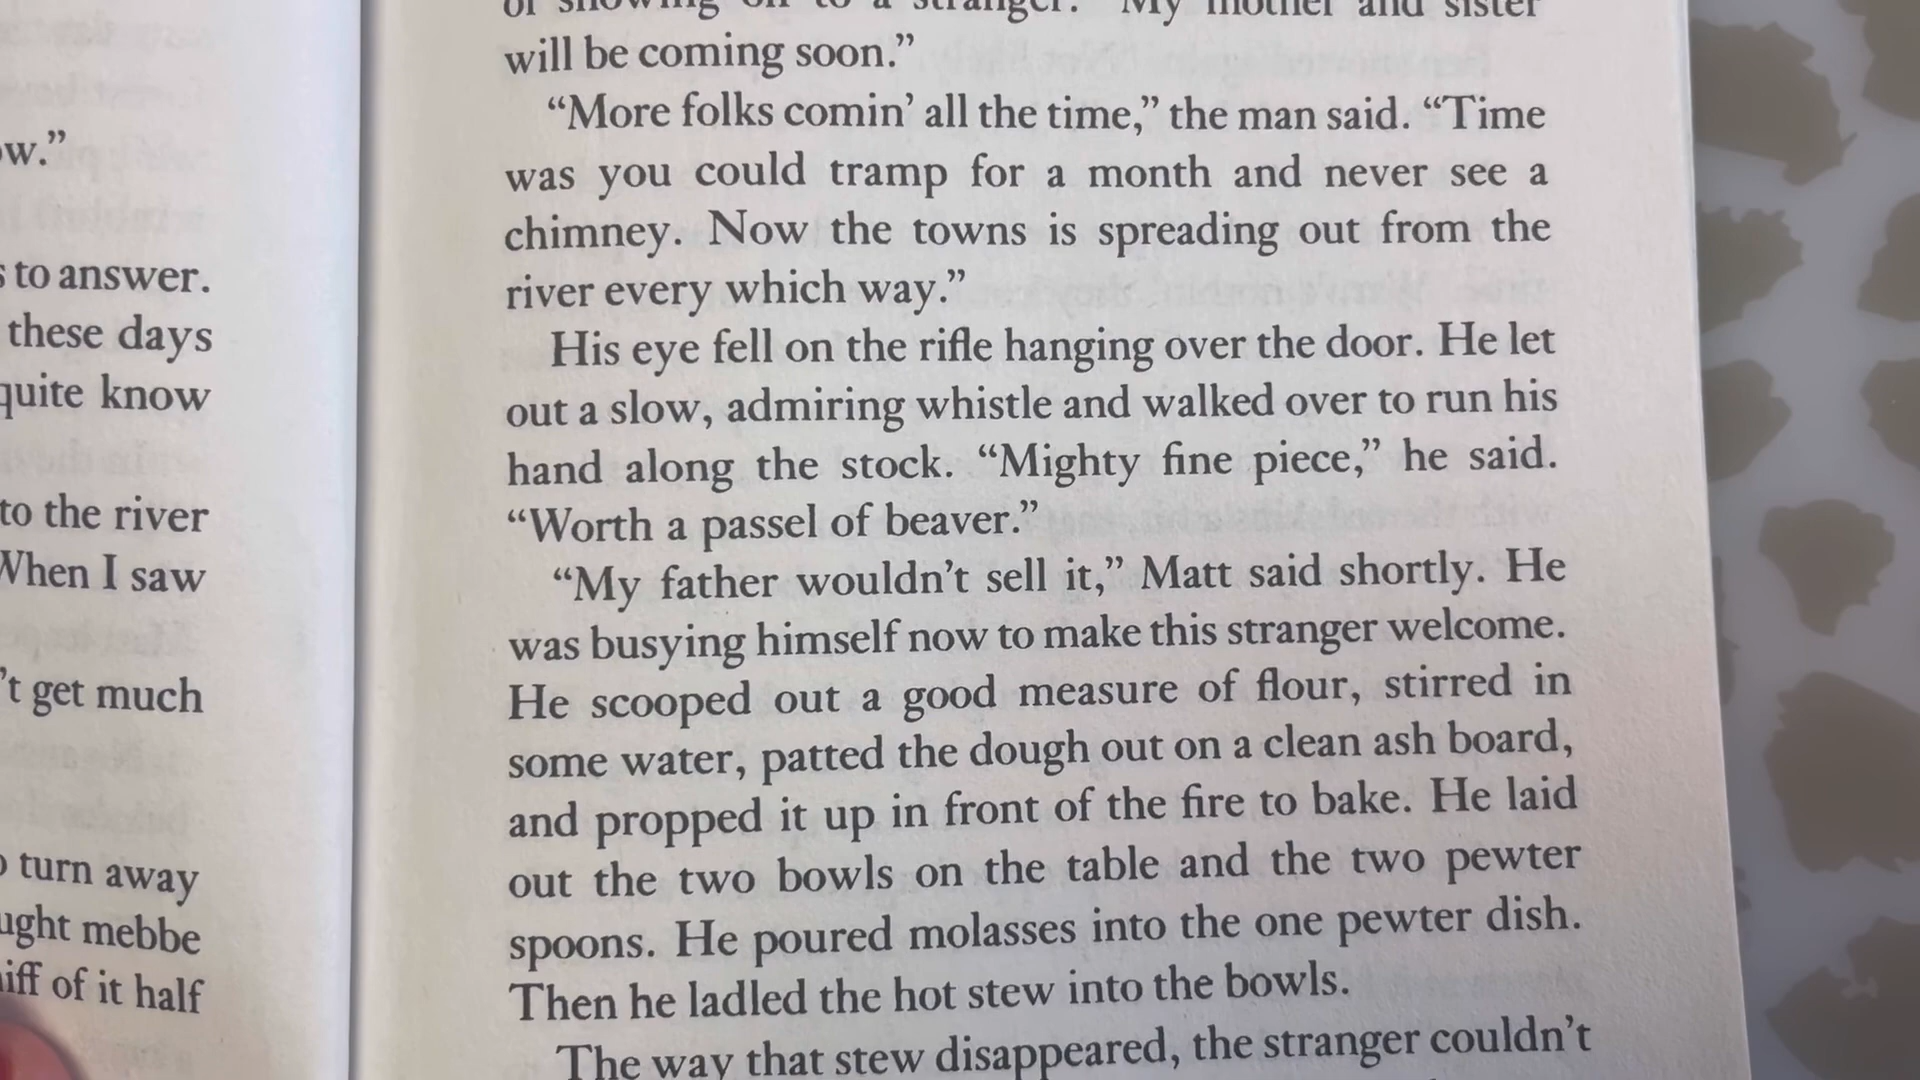 w.”
to answer.
these days
quite know
to the river
When I saw
’t get much
turn away
ught mebbe
iff of it half
of showing off to a stranger. “My mother and sister
will be coming soon.”
“More folks comin’ all the time,” the man said. “Time
was you could tramp for a month and never see a
chimney. Now the towns is spreading out from the
river every which way.”
His eye fell on the rifle hanging over the door. He let
out a slow, admiring whistle and walked over to run his
hand along the stock. “Mighty fine piece,” he said.
“Worth a passel of beaver.”
“My father wouldn’t sell it,” Matt said shortly. He
was busying himself now to make this stranger welcome.
He scooped out a good measure of flour, stirred in
some water, patted the dough out on a clean ash board,
and propped it up in front of the fire to bake. He laid
out the two bowls on the table and the two pewter
spoons. He poured molasses into the one pewter dish.
Then he ladled the hot stew into the bowls.
The way that stew disappeared, the stranger couldn’t